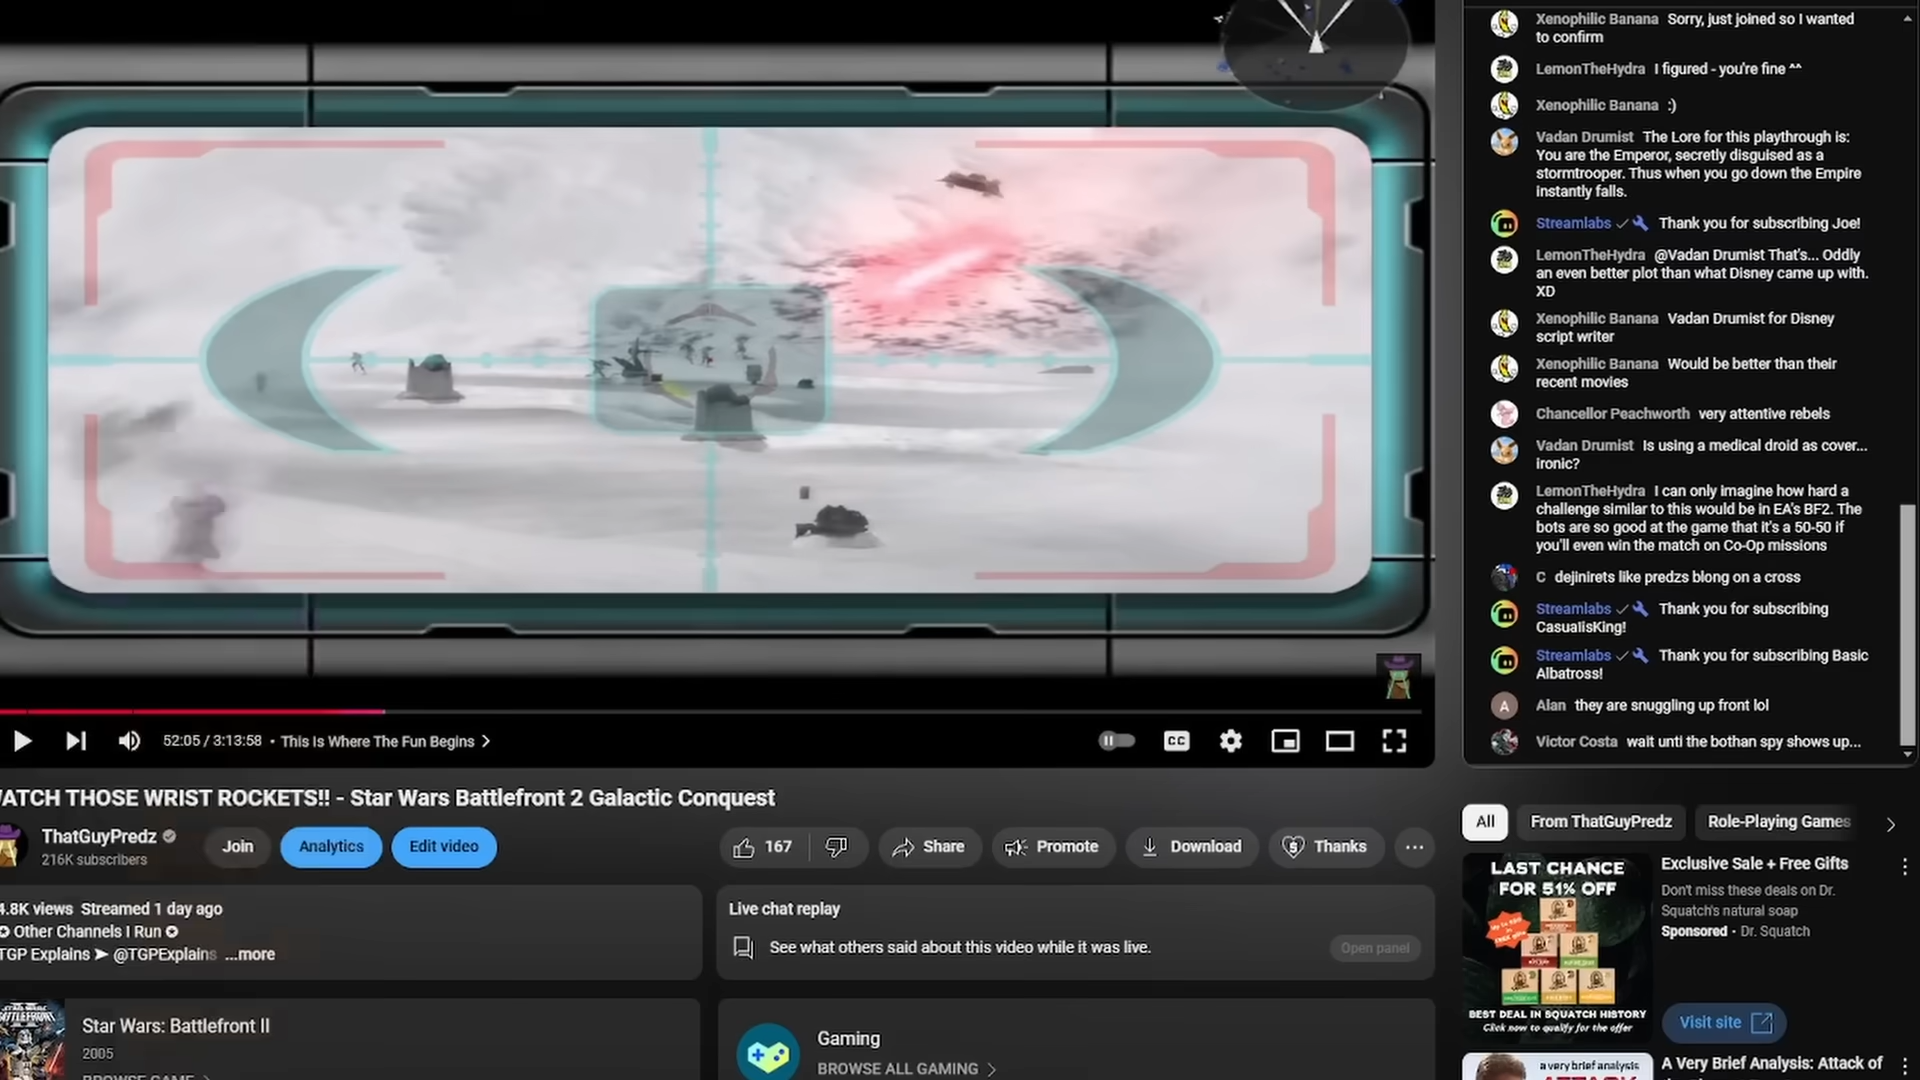 Xenophilic Banana Sorry, just joined so I wanted
to confirm
LemonTheHydra I figured - you're fine ^^
Xenophilic Banana :)
Vadan Drumist The Lore for this playthrough is:
You are the Emperor, secretly disguised as a
stormtrooper. Thus when you go down the Empire
instantly falls.
Streamlabs Thank you for subscribing Joe!
LemonTheHydra @Vadan Drumist That's... Oddly
an even better plot than what Disney came up with.
XD
Xenophilic Banana Vadan Drumist for Disney
script writer
Xenophilic Banana Would be better than their
recent movies
Chancellor Peachworth very attentive rebels
Vadan Drumist Is using a medical droid as cover...
ironic?
LemonTheHydra I can only imagine how hard a
challenge similar to this would be in EA's BF2. The
bots are so good at the game that it's a 50-50 if
you'll even win the match on Co-Op missions
C dejinirets like predzs blong on a cross
Streamlabs Thank you for subscribing
CasualisKing!
Streamlabs Thank you for subscribing Basic
Albatross!
A Alan they are snuggling up front lol
Victor Costa wait unti the bothan spy shows up...
52:05 / 3:13:58 • This Is Where The Fun Begins
CC
ATCH THOSE WRIST ROCKETS!! - Star Wars Battlefront 2 Galactic Conquest
ThatGuyPredz
216K subscribers
Join
Analytics
Edit video
167
Share
Promote
Download
Thanks
4.8K views Streamed 1 day ago
✪ Other Channels I Run ✪
TGP Explains ➤ @TGPExplains ...more
Live chat replay
See what others said about this video while it was live.
Open panel
Star Wars: Battlefront II
2005
BROWSE GAME
Gaming
BROWSE ALL GAMING
All
From ThatGuyPredz
Role-Playing Games
LAST CHANCE
FOR 51% OFF
BEST DEAL IN SQUATCH HISTORY
Click now to qualify for the offer
Exclusive Sale + Free Gifts
Don't miss these deals on Dr.
Squatch's natural soap
Sponsored • Dr. Squatch
Visit site
a very brief analysis
ATTACK
A Very Brief Analysis: Attack of